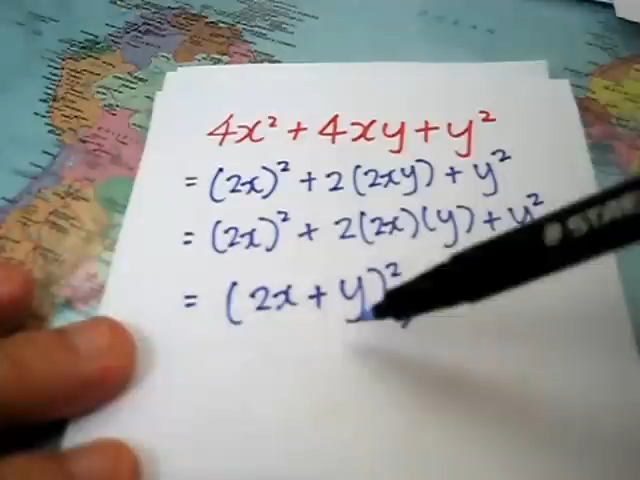 4x² + 4xy + y²
= (2x)² + 2(2xy) + y²
= (2x)² + 2(2x)(y) + y²
= (2x + y)²